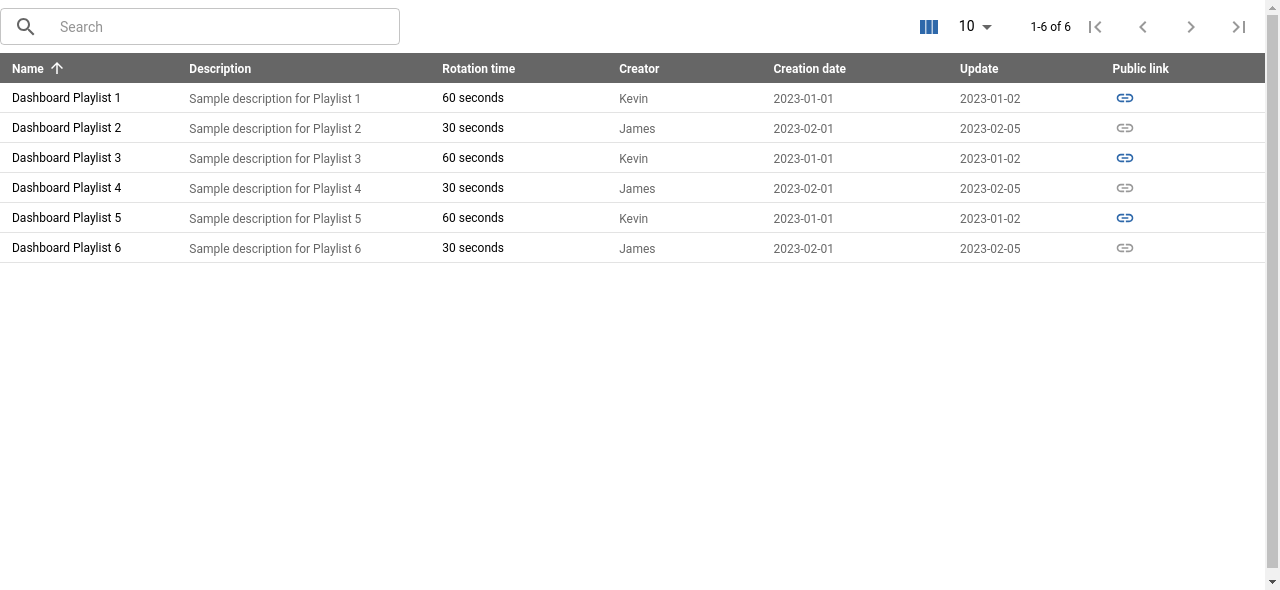 Search 10 1-6 of 6
Name Description Rotation time Creator Creation date Update Public link
Dashboard Playlist 1 Sample description for Playlist 1 60 seconds Kevin 2023-01-01 2023-01-02
Dashboard Playlist 2 Sample description for Playlist 2 30 seconds James 2023-02-01 2023-02-05
Dashboard Playlist 3 Sample description for Playlist 3 60 seconds Kevin 2023-01-01 2023-01-02
Dashboard Playlist 4 Sample description for Playlist 4 30 seconds James 2023-02-01 2023-02-05
Dashboard Playlist 5 Sample description for Playlist 5 60 seconds Kevin 2023-01-01 2023-01-02
Dashboard Playlist 6 Sample description for Playlist 6 30 seconds James 2023-02-01 2023-02-05